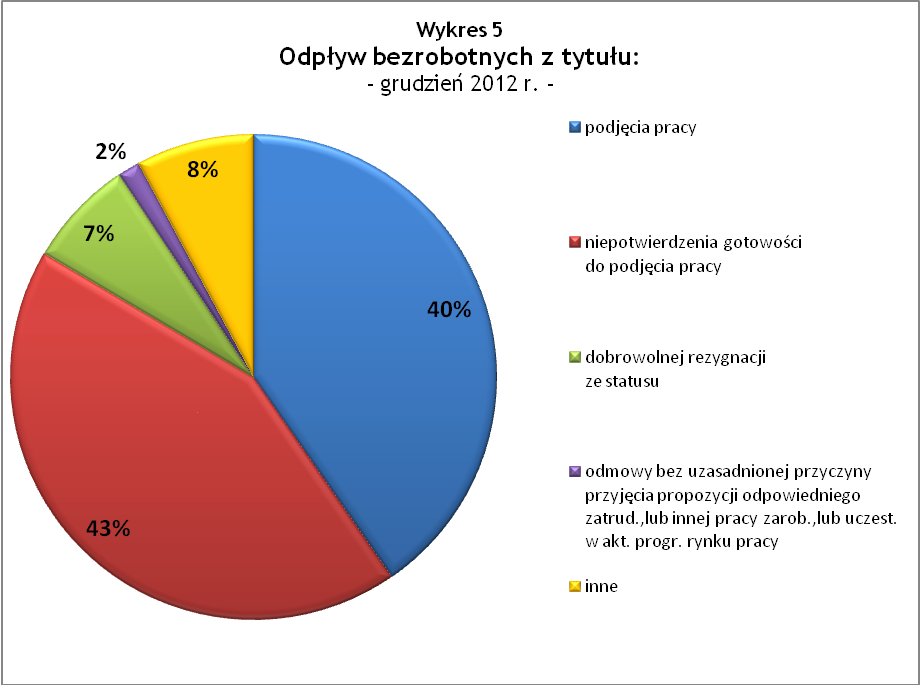 Wykres 5
Odpływ bezrobotnych z tytułu:
- grudzień 2012 r. -
podjęcia pracy
niepotwierdzenia gotowości
do podjęcia pracy
dobrowolnej rezygnacji
ze statusu
odmowy bez uzasadnionej przyczyny
przyjęcia propozycji odpowiedniego
zatrud.,lub innej pracy zarob.,lub uczest.
w akt. progr. rynku pracy
inne
2%
8%
7%
40%
43%